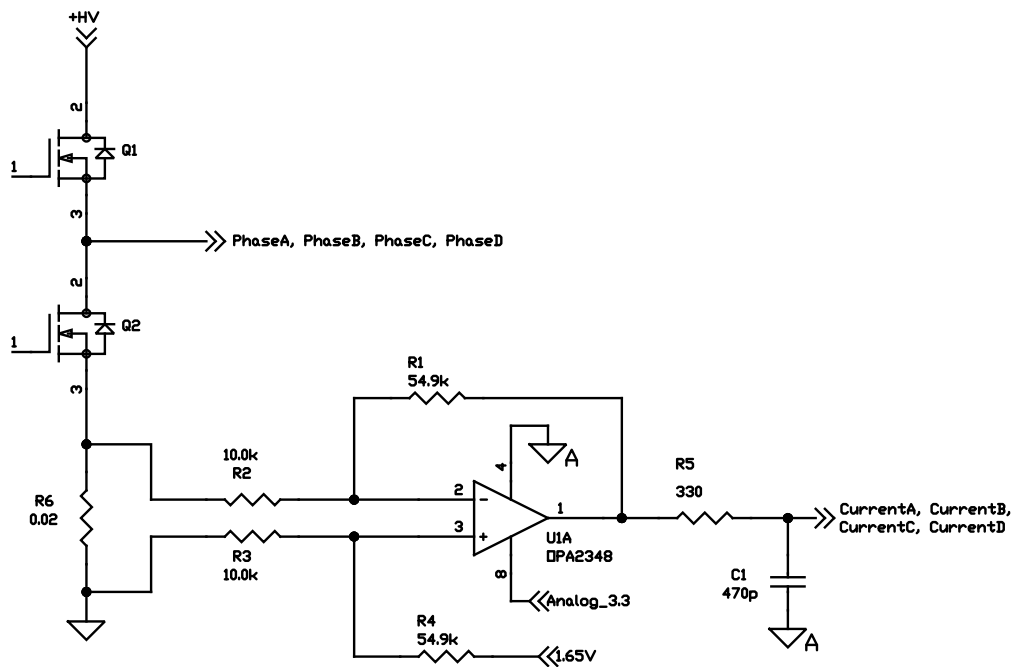 +HV
2
Q1
1
3
PhaseA, PhaseB, PhaseC, PhaseD
2
Q2
1
3
R1
54.9k
10.0k
R2
4
A
R5
330
R6
0.02
2
-
3
+
1
U1A
OPA2348
CurrentA, CurrentB,
CurrentC, CurrentD
R3
10.0k
8
Analog_3.3
C1
470p
R4
54.9k
1.65V
A